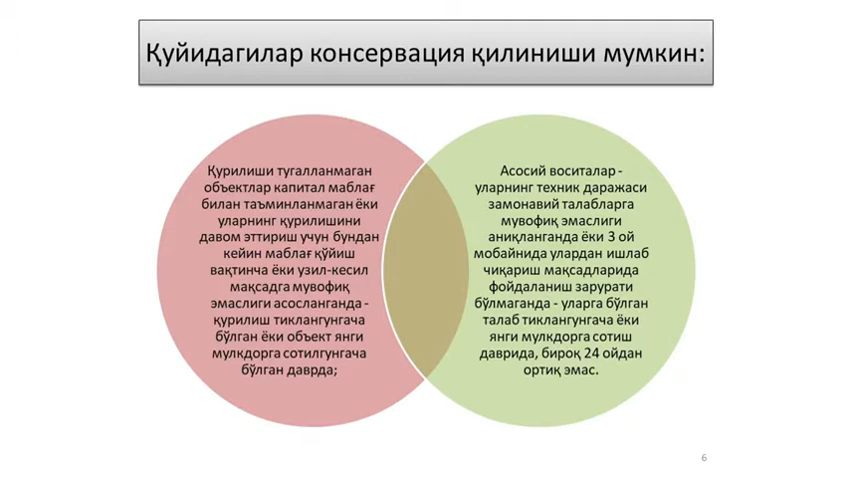 Қуйидагилар консервация қилиниши мумкин:
Қурилиши тугалланмаган
объектлар капитал маблағ
билан таъминланмаган ёки
уларнинг қурилишини
давом эттириш учун бундан
кейин маблағ қўйиш
вақтинча ёки узил-кесил
мақсадга мувофиқ
эмаслиги асосланганда -
қурилиш тиклангунгача
бўлган ёки объект янги
мулкдорга сотилгунгача
бўлган даврда;
Асосий воситалар -
уларнинг техник даражаси
замонавий талабларга
мувофиқ эмаслиги
аниқланганда ёки 3 ой
мобайнида улардан ишлаб
чиқариш мақсадларида
фойдаланиш зарурати
бўлмаганда - уларга бўлган
талаб тиклангунгача ёки
янги мулкдорга сотиш
даврида, бироқ 24 ойдан
ортиқ эмас.
6